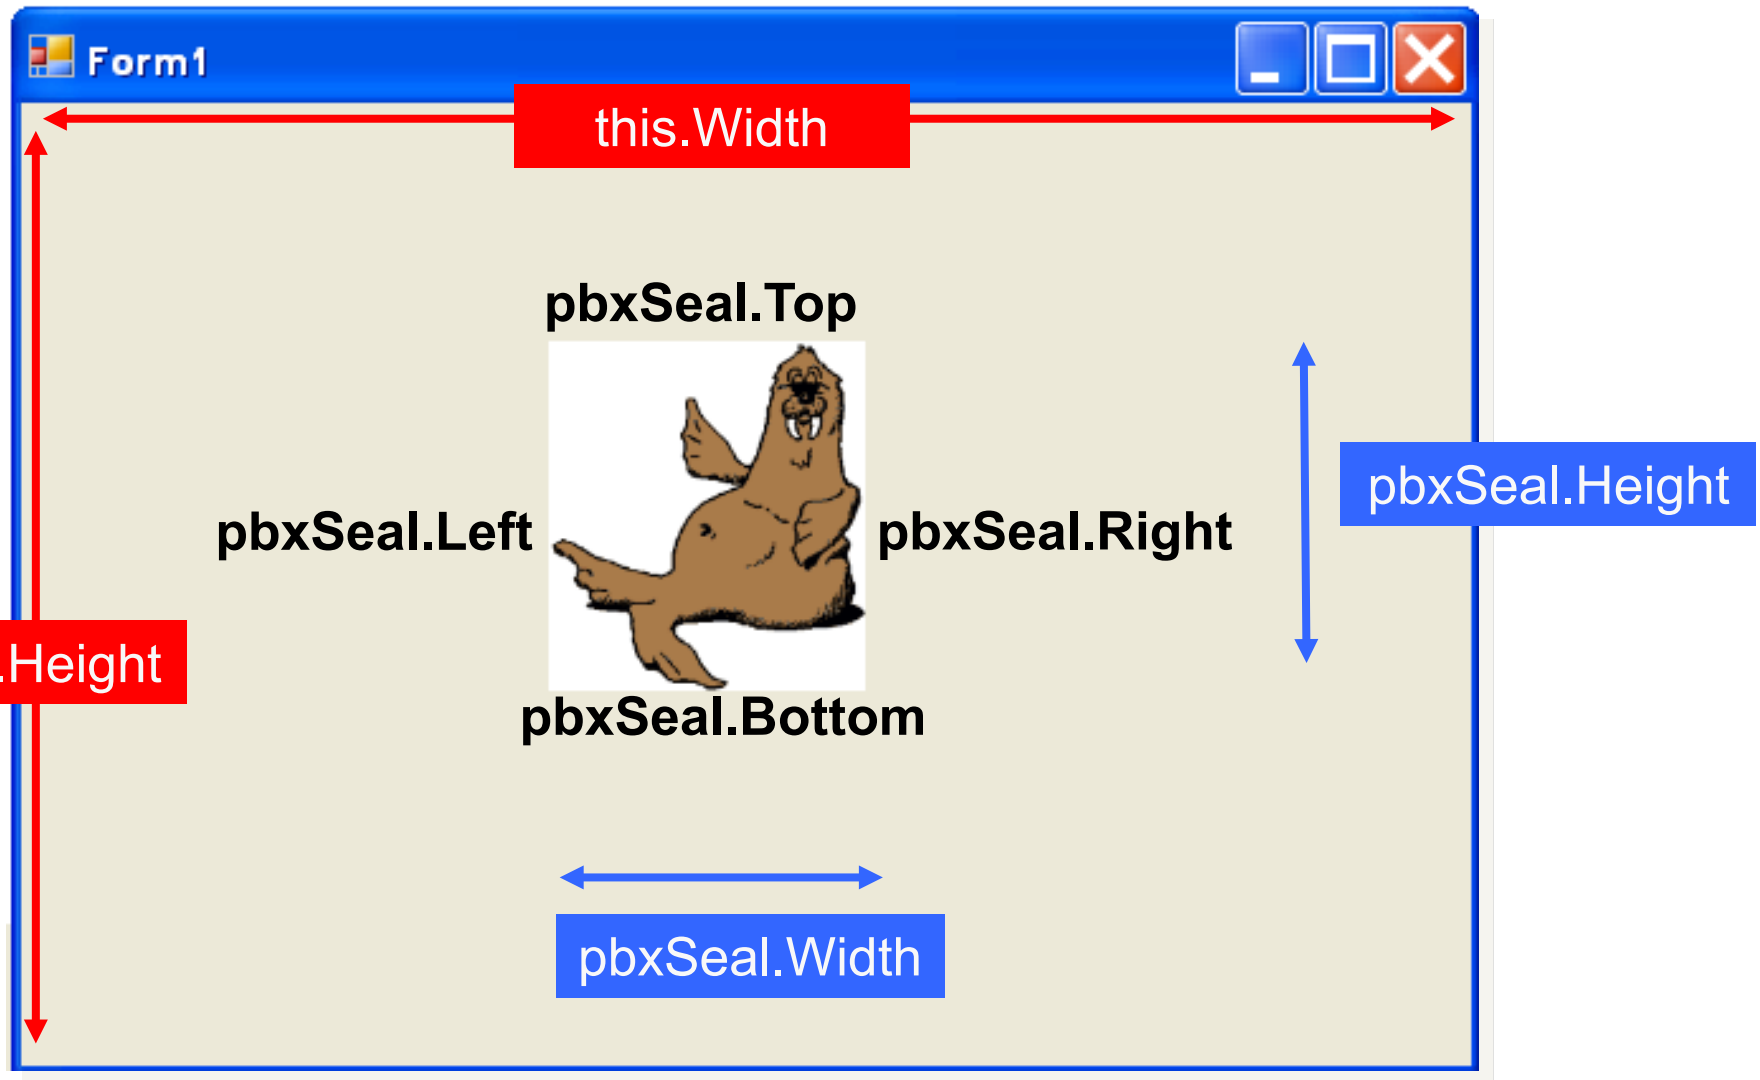 Form1
this.Width
pbxSeal.Top
pbxSeal.Height
pbxSeal.Left
pbxSeal.Right
.Height
pbxSeal.Bottom
pbxSeal.Width